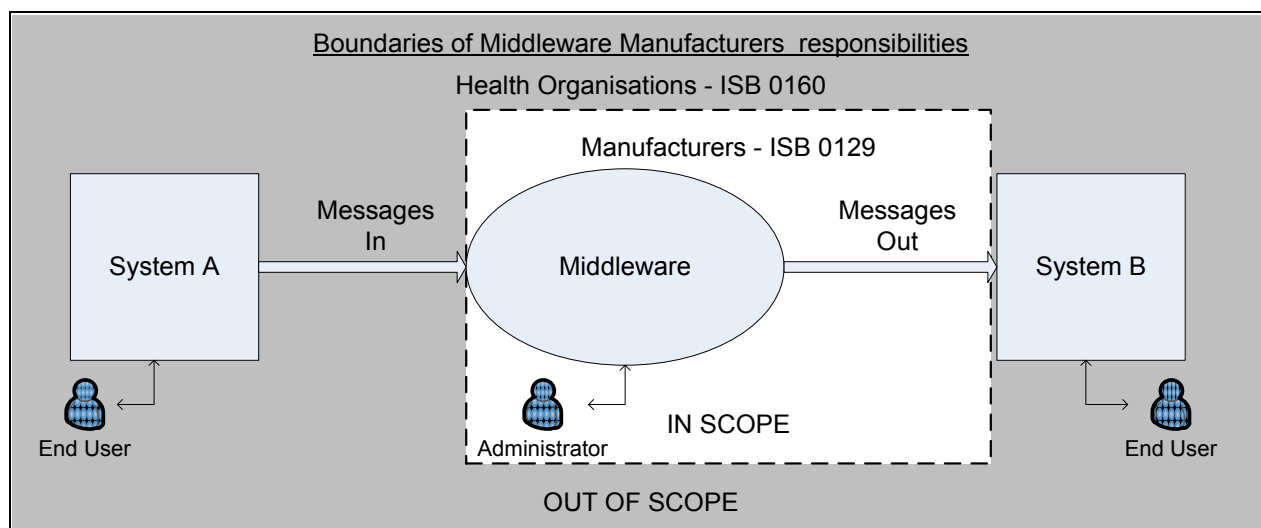 Boundaries of Middleware Manufacturers responsibilities
Health Organisations - ISB 0160
Manufacturers - ISB 0129
Messages
In
Messages
Out
System A
Middleware
System B
IN SCOPE
End User
Administrator
End User
OUT OF SCOPE